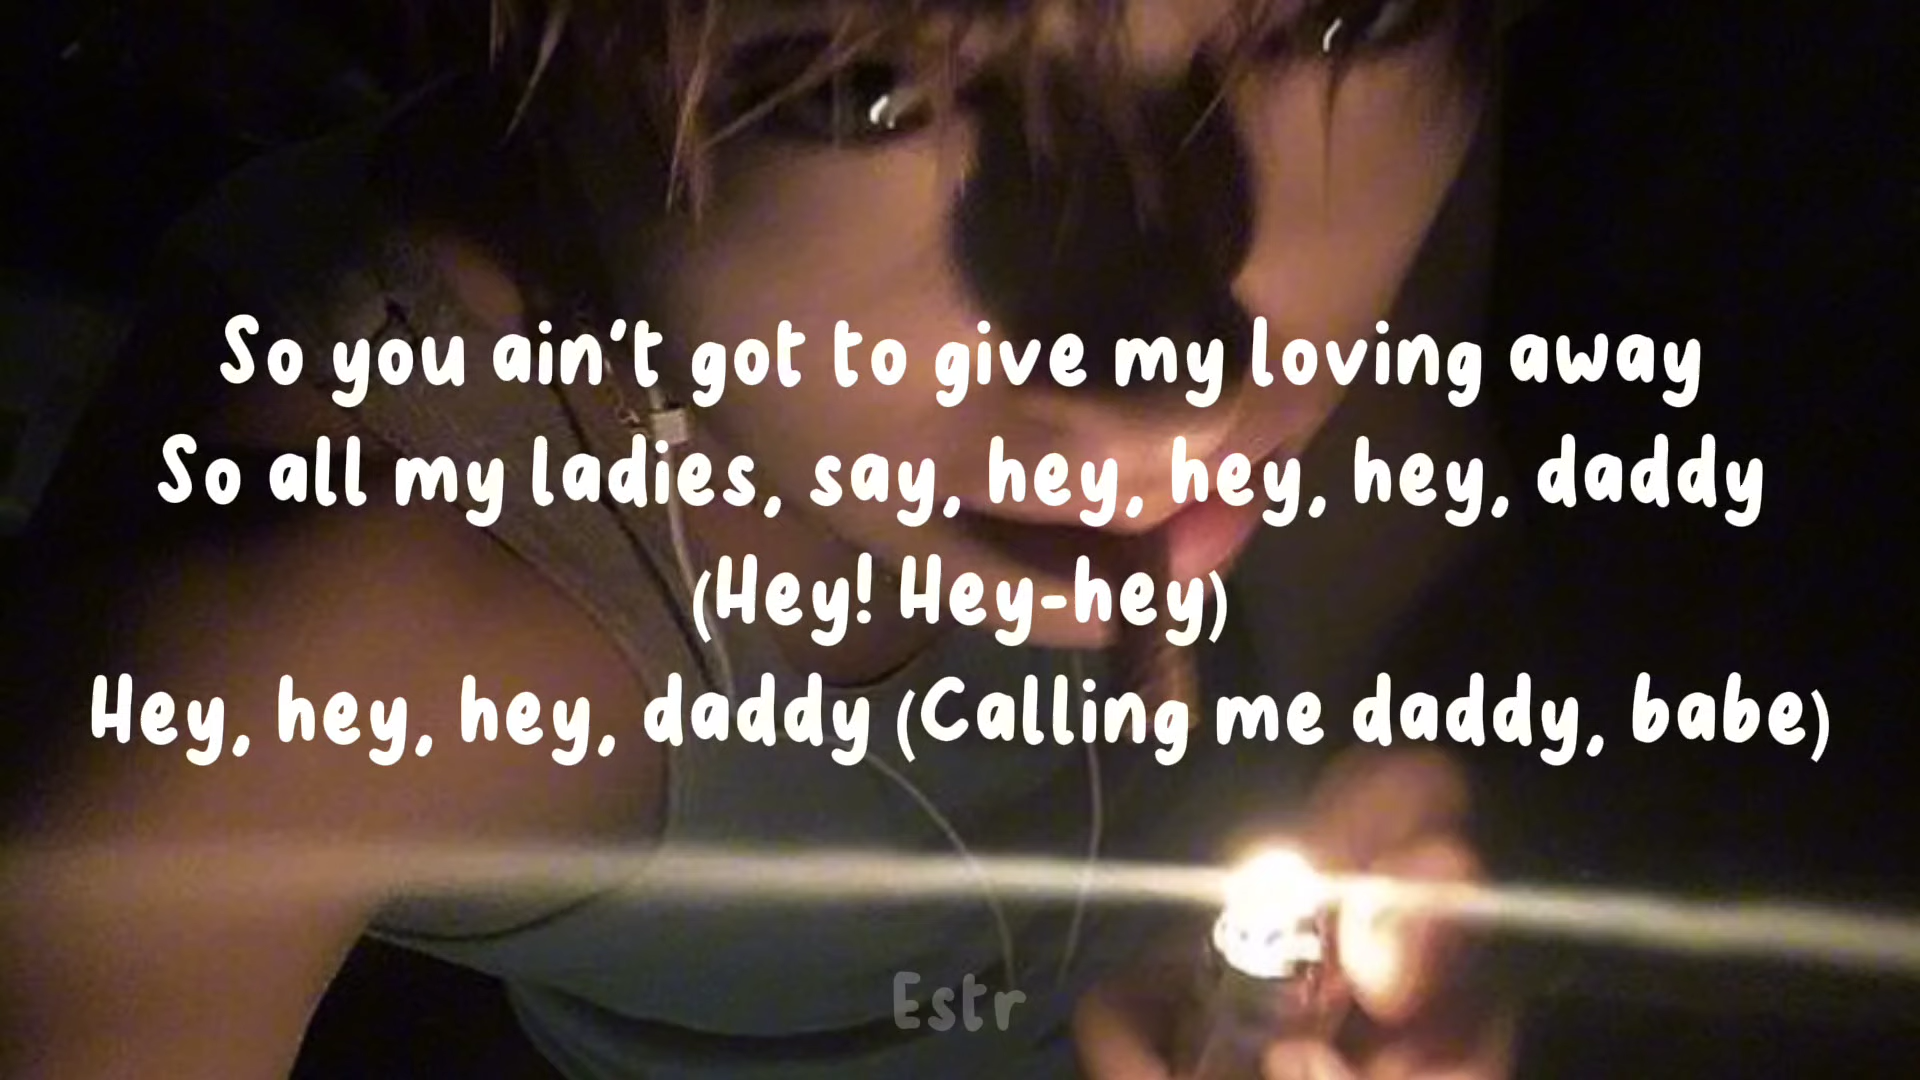 So you ain't got to give my loving away
So all my ladies, say, hey, hey, hey, daddy
(Hey! Hey-hey)
Hey, hey, hey, daddy (Calling me daddy, babe)
Estr